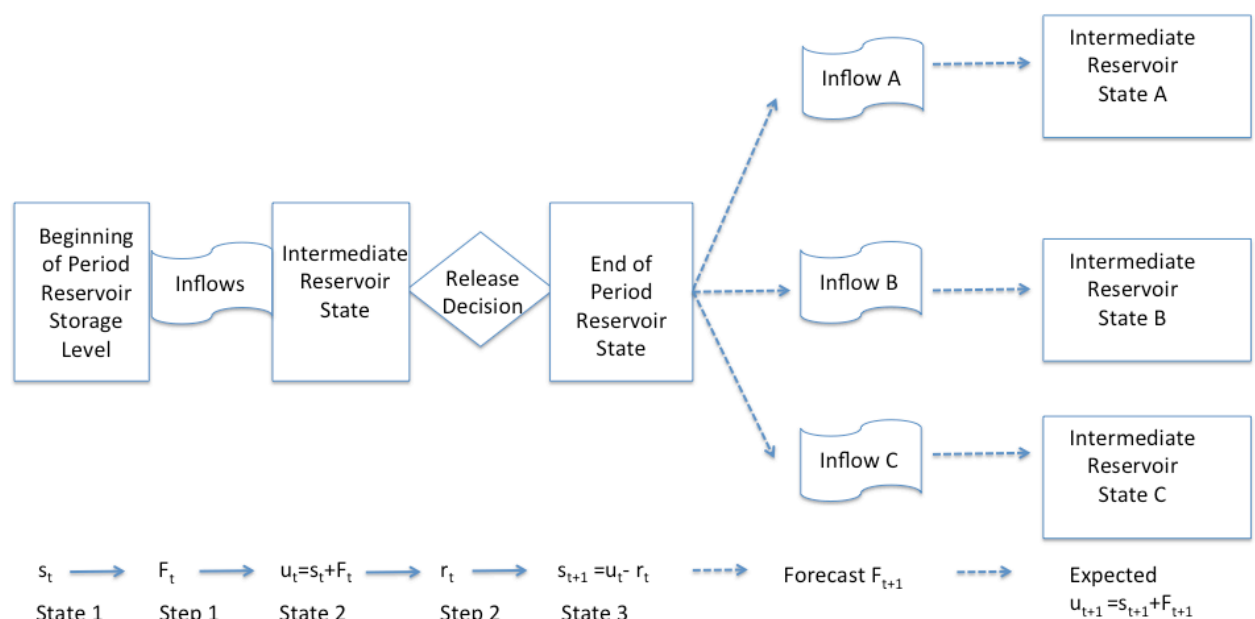 Beginning
of Period
Reservoir
Storage
Level
Inflows
Intermediate
Reservoir
State
Release
Decision
End of
Period
Reservoir
State
Inflow A
Intermediate
Reservoir
State A
Inflow B
Intermediate
Reservoir
State B
Inflow C
Intermediate
Reservoir
State C
sₜ Fₜ uₜ=sₜ+Fₜ rₜ sₜ₊₁ =uₜ- rₜ Forecast Fₜ₊₁ Expected
uₜ₊₁ =sₜ₊₁+Fₜ₊₁
State 1 Step 1 State 2 Step 2 State 3